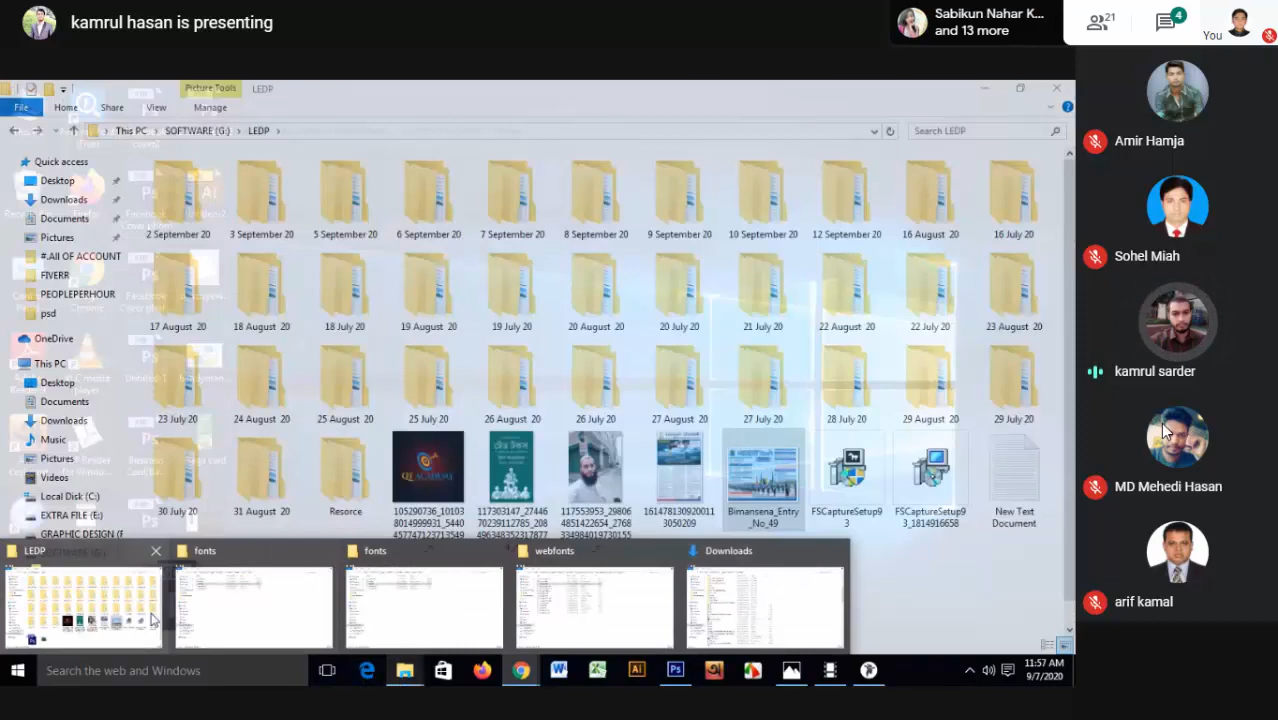 kamrul hasan is presenting
Sabikun Nahar K...
and 13 more
21
4
You
Picture Tools
LEDP
File
Home
Share
View
Manage
This PC
SOFTWARE (G:)
LEDP
Search LEDP
Quick access
Desktop
Downloads
Documents
Pictures
#.All OF ACCOUNT
FIVERR
PEOPLEPERHOUR
psd
OneDrive
This PC
Desktop
Documents
Downloads
Music
Pictures
Videos
Local Disk (C:)
EXTRA FILE (E:)
GRAPHIC DESIGN (F
2 September 20
3 September 20
5 September 20
6 September 20
7 September 20
8 September 20
9 September 20
10 September 20
12 September 20
16 August 20
16 July 20
17 August 20
18 August 20
18 July 20
19 August 20
19 July 20
20 August 20
20 July 20
21 July 20
22 August 20
22 July 20
23 August 20
23 July 20
24 August 20
25 August 20
25 July 20
26 August 20
26 July 20
27 August 20
27 July 20
28 July 20
29 August 20
29 July 20
30 July 20
31 August 20
Resorce
QT ACADEMY
105290736_10103
8014999931_5440
117303147_27446
70239112785_208
117553953_29806
4851422654_2768
161478130920011
3050209
Bimansena_Entry
_No_49
FSCaptureSetup9
3
FSCaptureSetup9
3_1814916658
New Text
Document
LEDP
fonts
fonts
webfonts
Downloads
Search the web and Windows
11:57 AM
9/7/2020
Amir Hamja
Sohel Miah
kamrul sarder
MD Mehedi Hasan
arif kamal